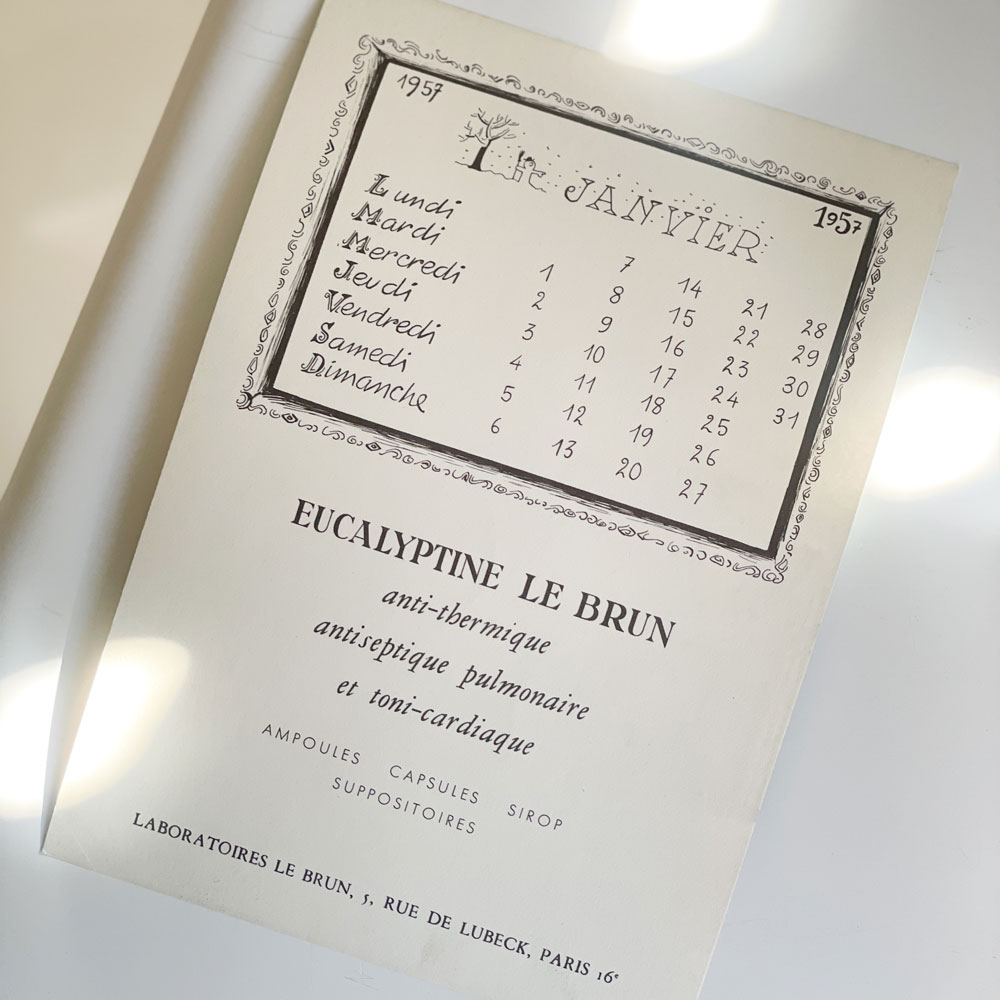 1957
JANVIER
1957
Lundi 7 14 21 28
Mardi 1 8 15 22 29
Mercredi 2 9 16 23 30
Jeudi 3 10 17 24 31
Vendredi 4 11 18 25
Samedi 5 12 19 26
Dimanche 6 13 20 27
EUCALYPTINE LE BRUN
anti-thermique
antiseptique pulmonaire
et toni-cardiaque
AMPOULES CAPSULES SIROP
SUPPOSITOIRES
LABORATOIRES LE BRUN, 5, RUE DE LUBECK, PARIS 16e